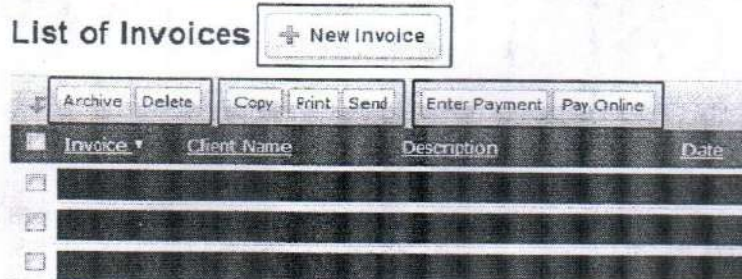 List of Invoices New Invoice
Archive Delete Copy Print Send Enter Payment Pay Online
Invoice Client Name Description Date